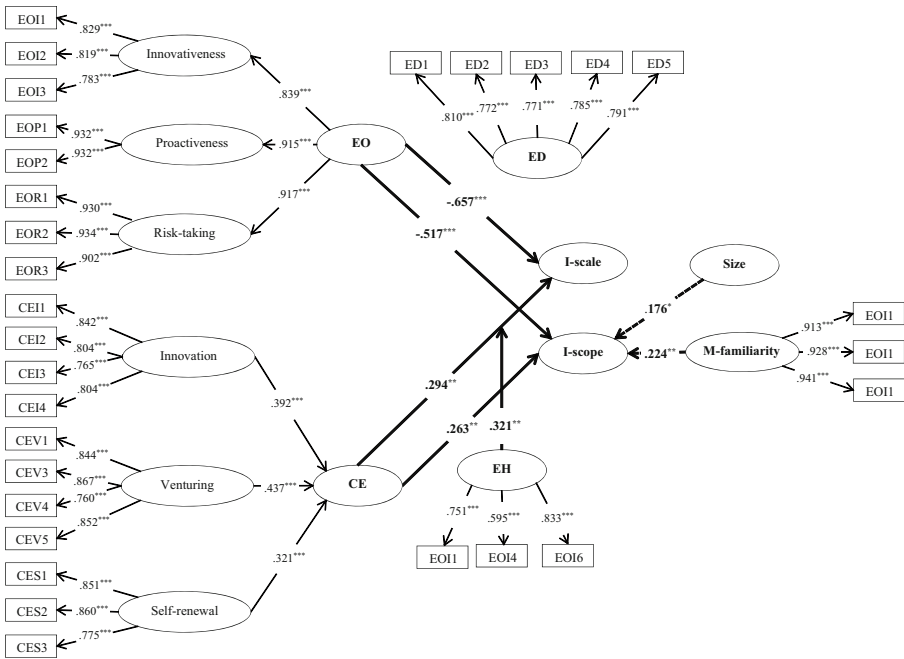 EOI1
.829***
EOI2
.819***
Innovativeness
EOI3
.783***
.839***
EOP1
.932***
EOP2
.932***
Proactiveness
.915***
EO
EOR1
.930***
EOR2
.934***
Risk-taking
EOR3
.902***
.917***
ED1
ED2
ED3
ED4
ED5
.810***
.772***
.771***
.785***
.791***
ED
-.657***
-.517***
I-scale
Size
.176*
I-scope
.224**
M-familiarity
.913***
EOI1
.928***
EOI1
.941***
EOI1
CEI1
.842***
CEI2
.804***
CEI3
.765***
CEI4
.804***
Innovation
.392***
.294**
.263**
.321**
CEV1
.844***
CEV3
.867***
CEV4
.760***
CEV5
.852***
Venturing
.437***
CE
EH
.751***
.595***
.833***
EOI1
EOI4
EOI6
CES1
.851***
CES2
.860***
CES3
.775***
Self-renewal
.321***